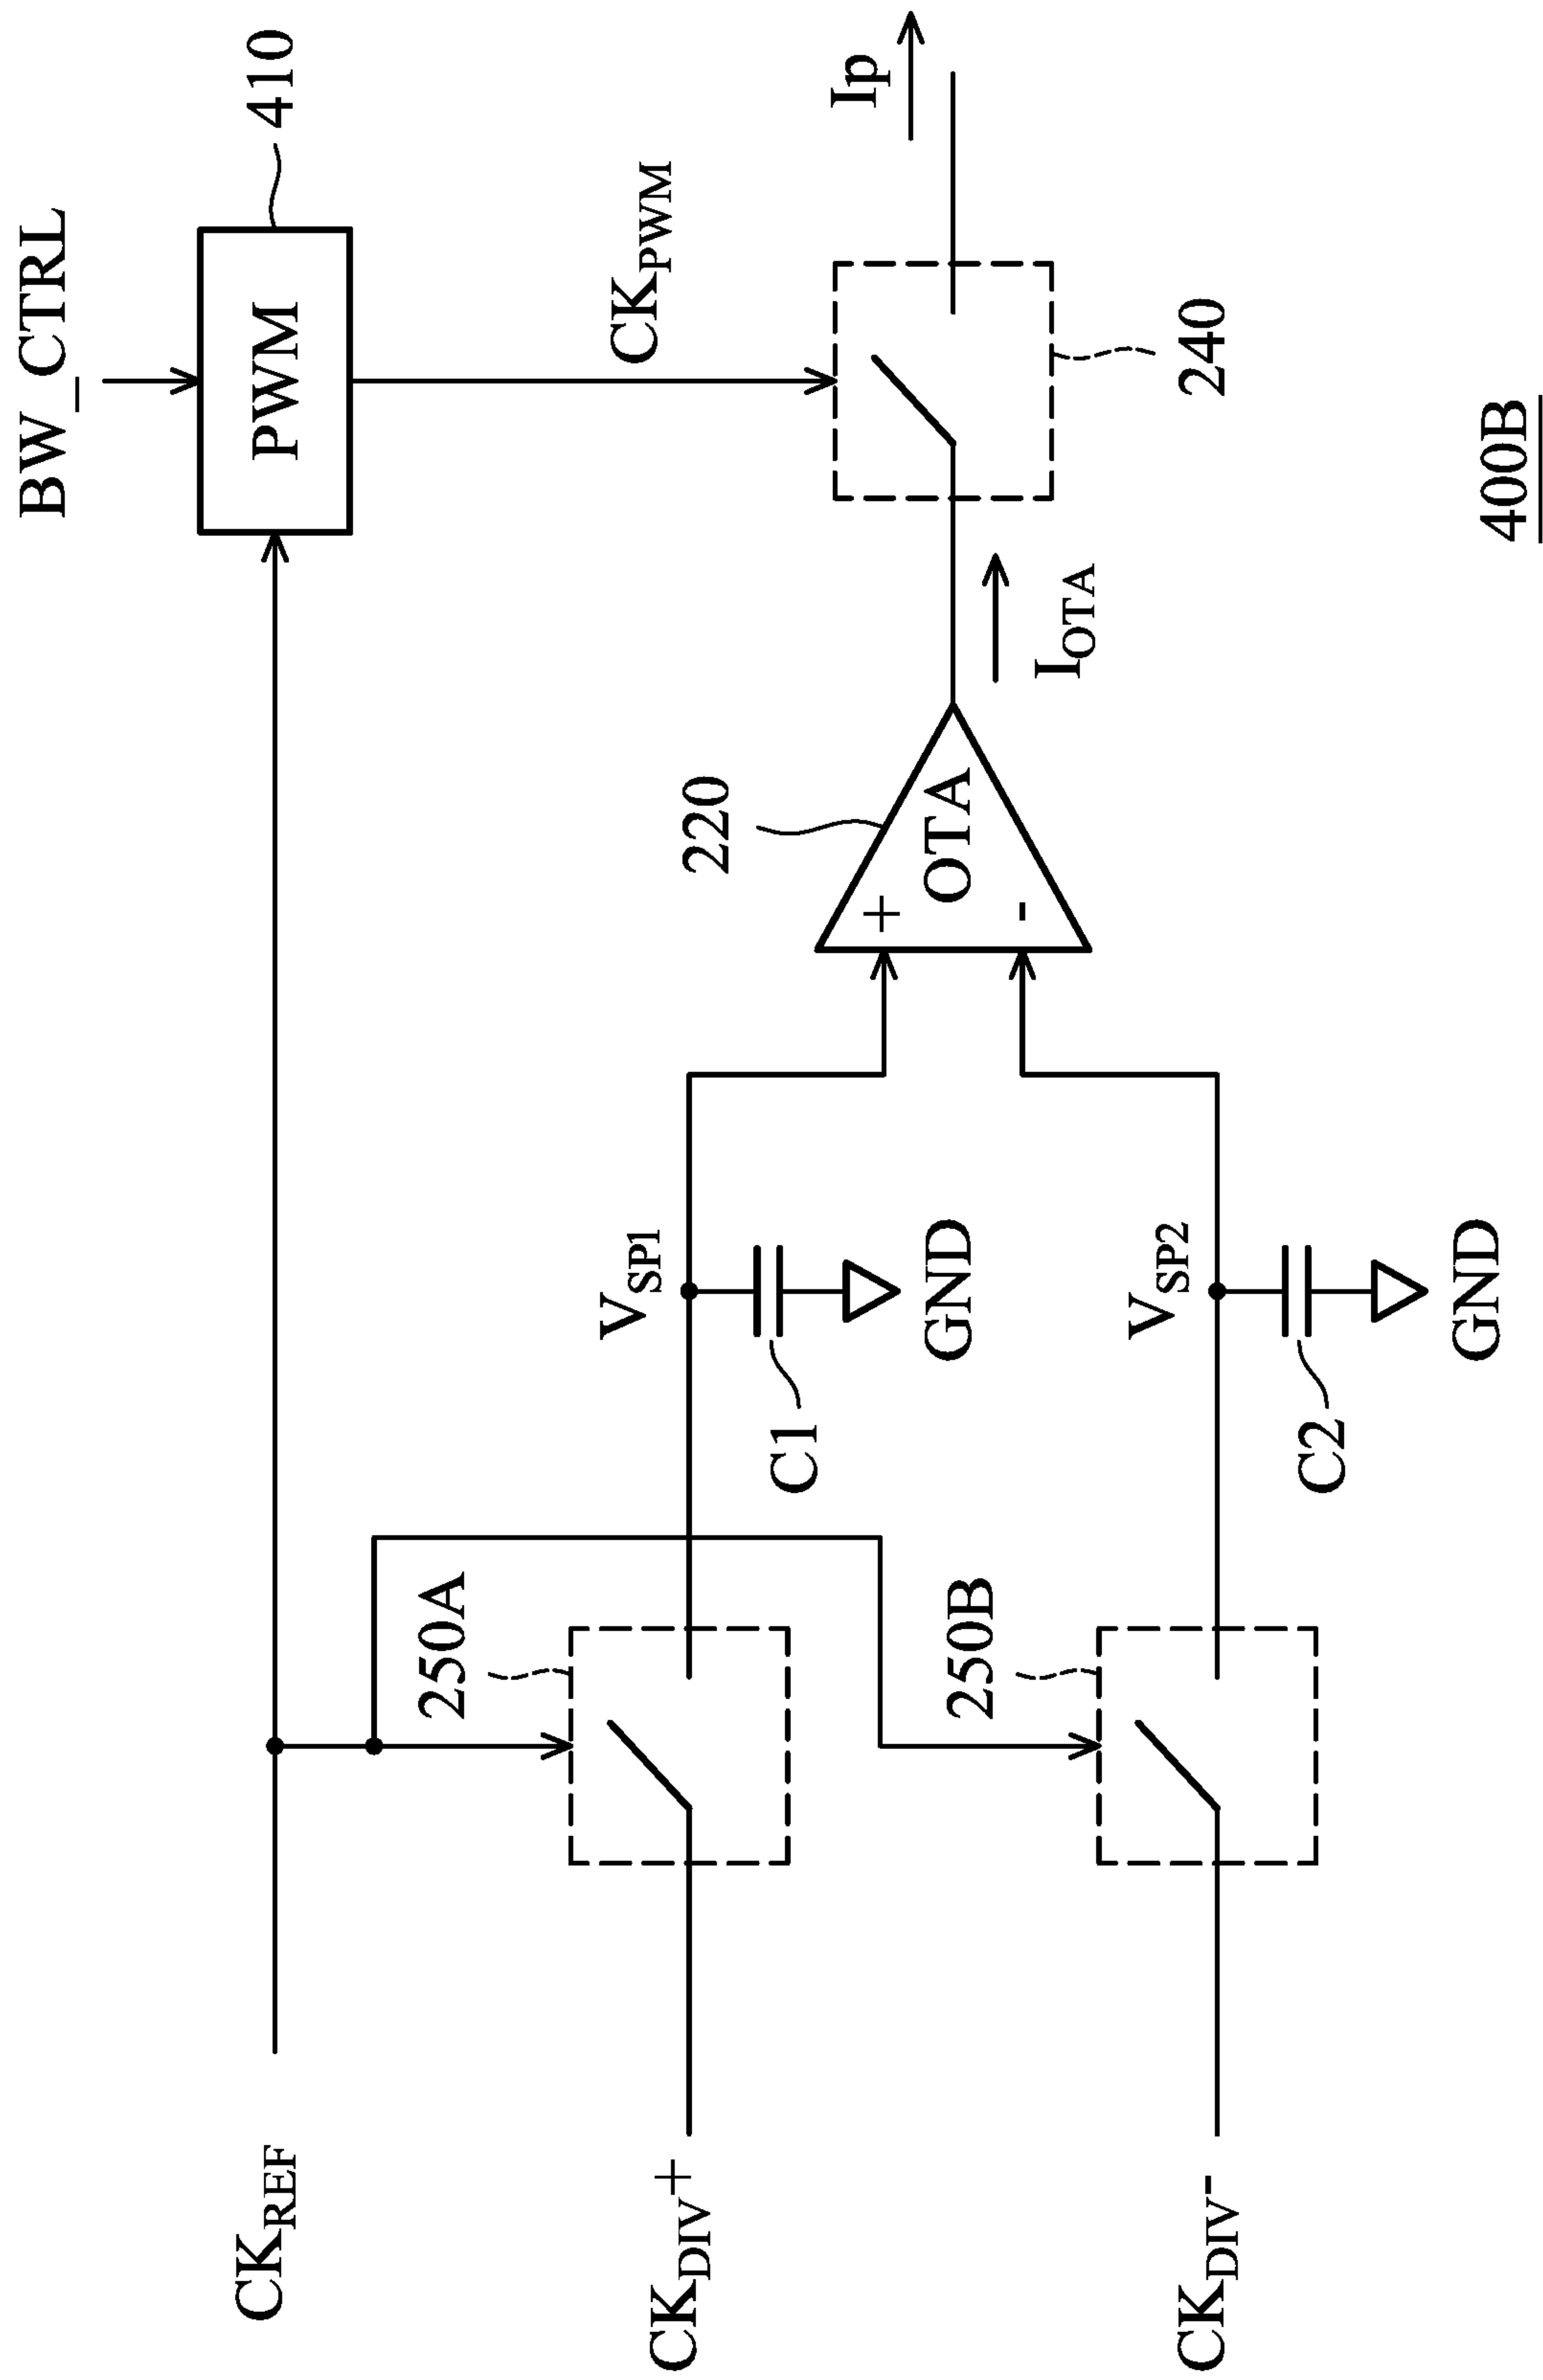 BW_CTRL
410
PWM
CK_REF
CK_PWM
Ip
250A
V_SP1
220
+
OTA
-
I_OTA
240
C1
GND
CK_DIV+
250B
V_SP2
C2
GND
CK_DIV-
400B